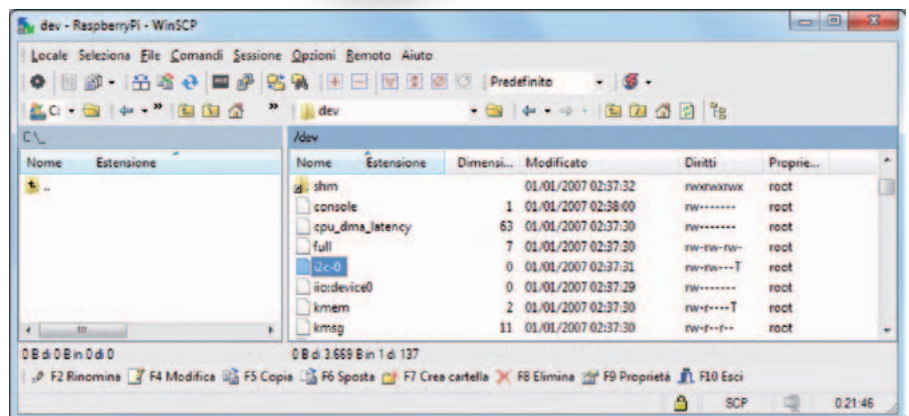 dev - RaspberryPi - WinSCP
Locale Seleziona File Comandi Sessione Opzioni Remoto Aiuto
Predefinito
C: » » dev
C:\_ /dev
Nome Estensione Nome Estensione Dimensi... Modificato Diritti Proprie...
.. shm 01/01/2007 02:37:32 rwxrwxrwx root
console 1 01/01/2007 02:38:00 rw------- root
cpu_dma_latency 63 01/01/2007 02:37:30 rw------- root
full 7 01/01/2007 02:37:30 rw-rw-rw- root
i2c-0 0 01/01/2007 02:37:31 rw-rw---T root
iio:device0 0 01/01/2007 02:37:29 rw------- root
kmem 2 01/01/2007 02:37:30 rw-r----T root
kmsg 11 01/01/2007 02:37:30 rw-r--r-- root
0 B di 0 B in 0 di 0 0 B di 3.669 B in 1 di 137
F2 Rinomina F4 Modifica F5 Copia F6 Sposta F7 Crea cartella F8 Elimina F9 Proprietà F10 Esci
SCP 0:21:46